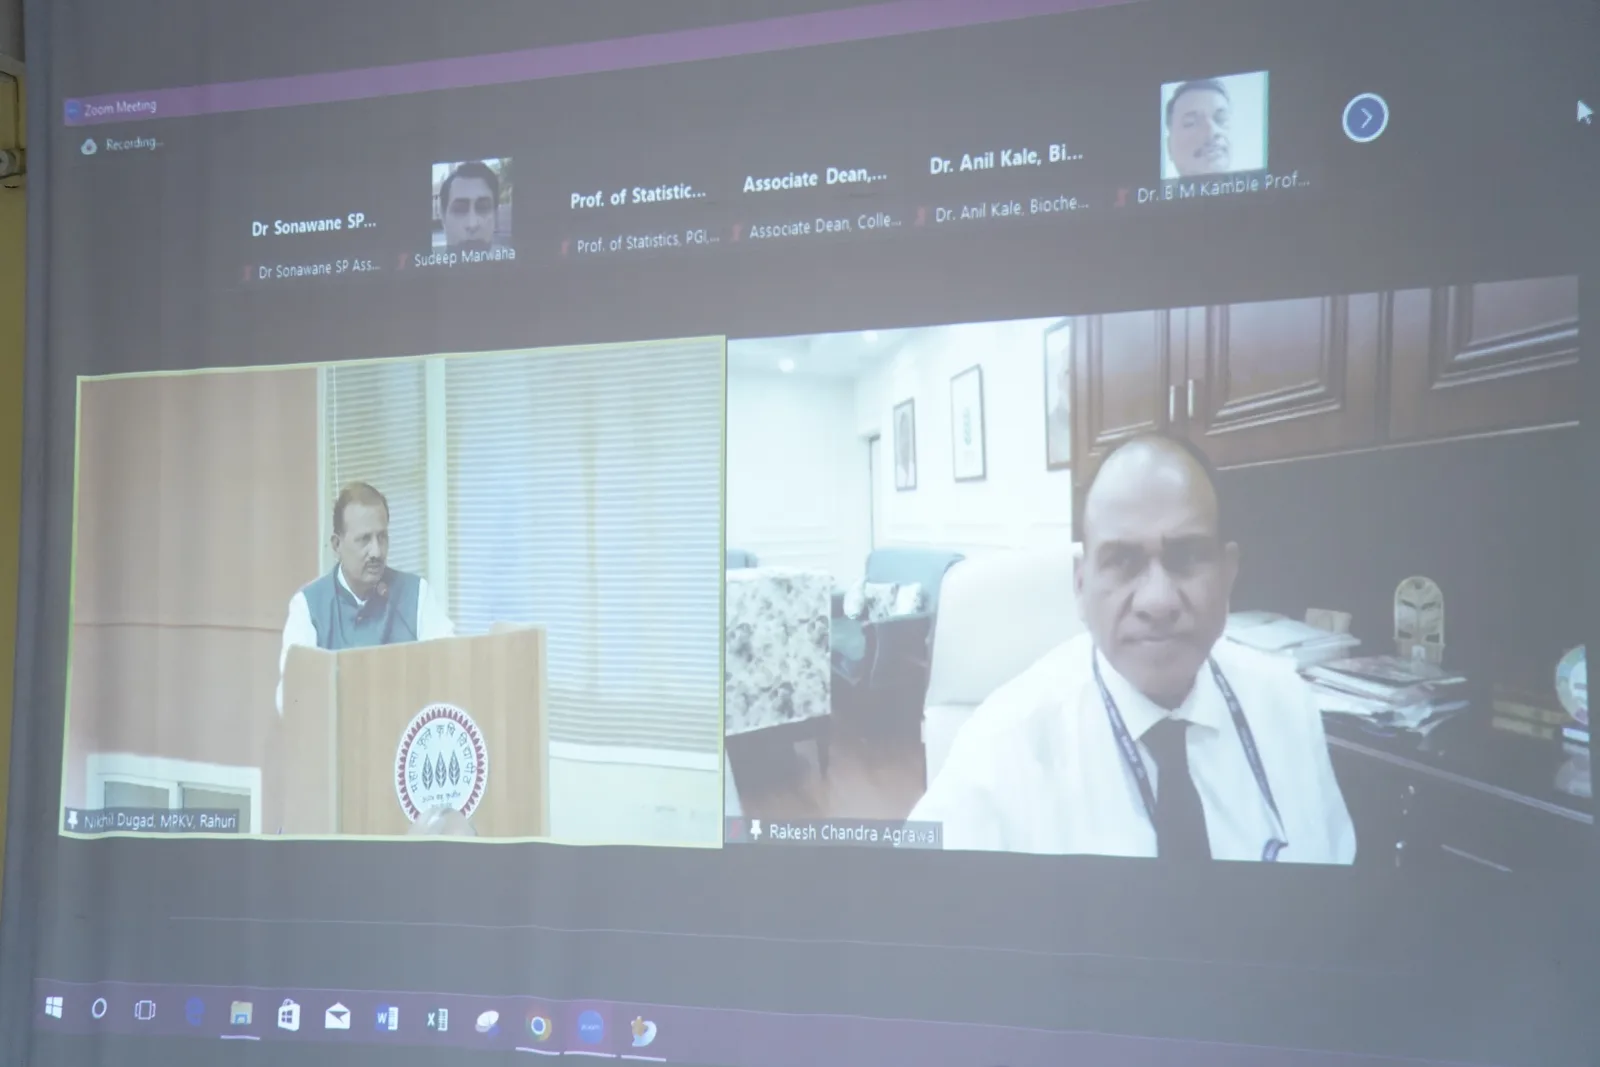 Zoom Meeting
Recording...
Dr Sonawane SP...
Prof. of Statistic...
Associate Dean,...
Dr. Anil Kale, Bi...
Dr Sonawane SP Ass...
Sudeep Marwaha
Prof. of Statistics, PGI,...
Associate Dean, Colle...
Dr. Anil Kale, Bioche...
Dr. B M Kamble Prof...
महात्मा फुले कृषि विद्यापीठ
Nikhil Dugad, MPKV, Rahuri
Rakesh Chandra Agrawal
zoom